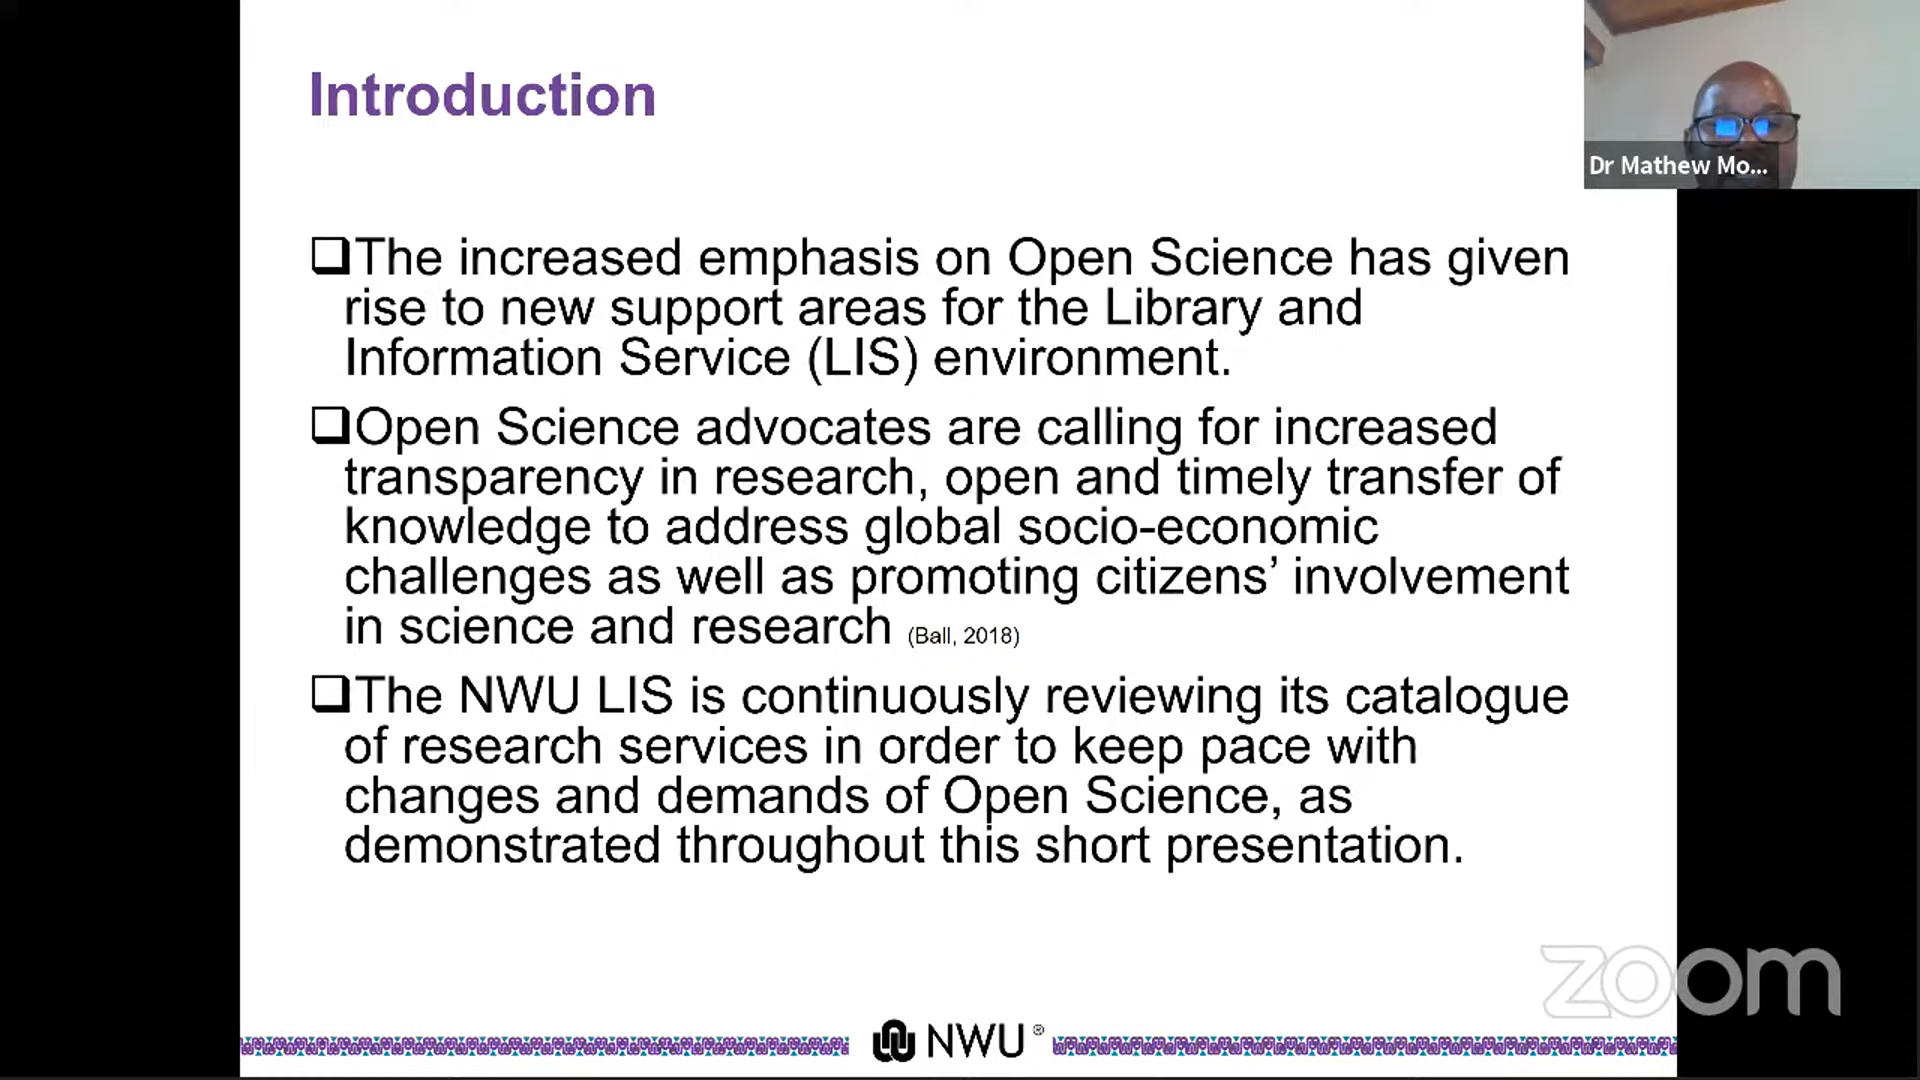 Introduction
Dr Mathew Mo...
❑The increased emphasis on Open Science has given
rise to new support areas for the Library and
Information Service (LIS) environment.
❑Open Science advocates are calling for increased
transparency in research, open and timely transfer of
knowledge to address global socio-economic
challenges as well as promoting citizens’ involvement
in science and research (Ball, 2018)
❑The NWU LIS is continuously reviewing its catalogue
of research services in order to keep pace with
changes and demands of Open Science, as
demonstrated throughout this short presentation.
zoom
NWU®